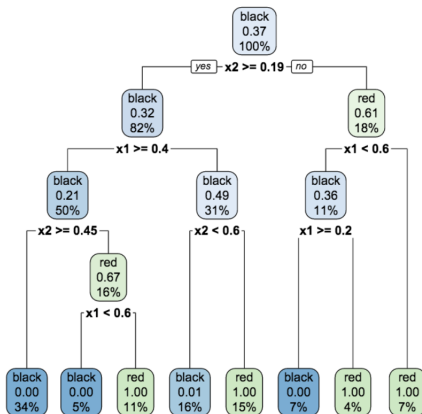 black
0.37
100%
yes x2 >= 0.19 no
black
0.32
82%
red
0.61
18%
x1 >= 0.4
x1 < 0.6
black
0.21
50%
black
0.49
31%
black
0.36
11%
x2 >= 0.45
x2 < 0.6
x1 >= 0.2
red
0.67
16%
x1 < 0.6
black
0.00
34%
black
0.00
5%
red
1.00
11%
black
0.01
16%
red
1.00
15%
black
0.00
7%
red
1.00
4%
red
1.00
7%